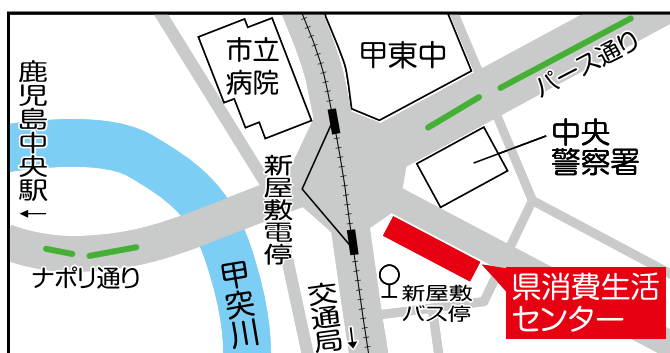 市立
病院
甲東中
パース通り
鹿児島中央駅
←
中央
警察署
新屋敷電停
ナポリ通り
甲突川
交通局
↓
新屋敷
バス停
県消費生活
センター